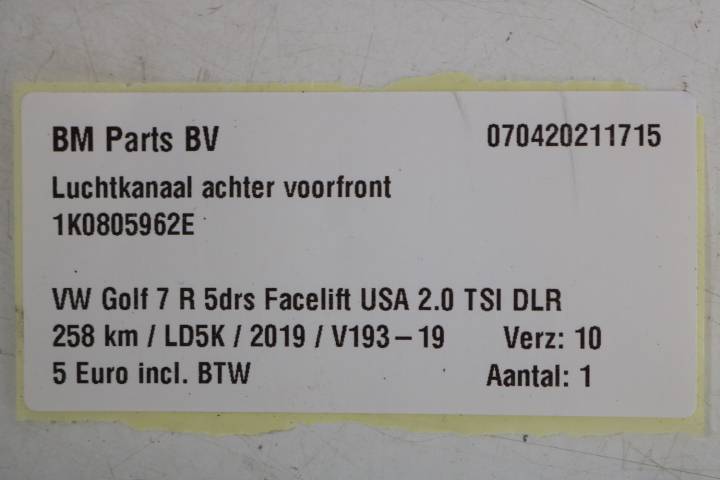 BM Parts BV 070420211715
Luchtkanaal achter voorfront
1K0805962E
VW Golf 7 R 5drs Facelift USA 2.0 TSI DLR
258 km / LD5K / 2019 / V193-19 Verz: 10
5 Euro incl. BTW Aantal: 1